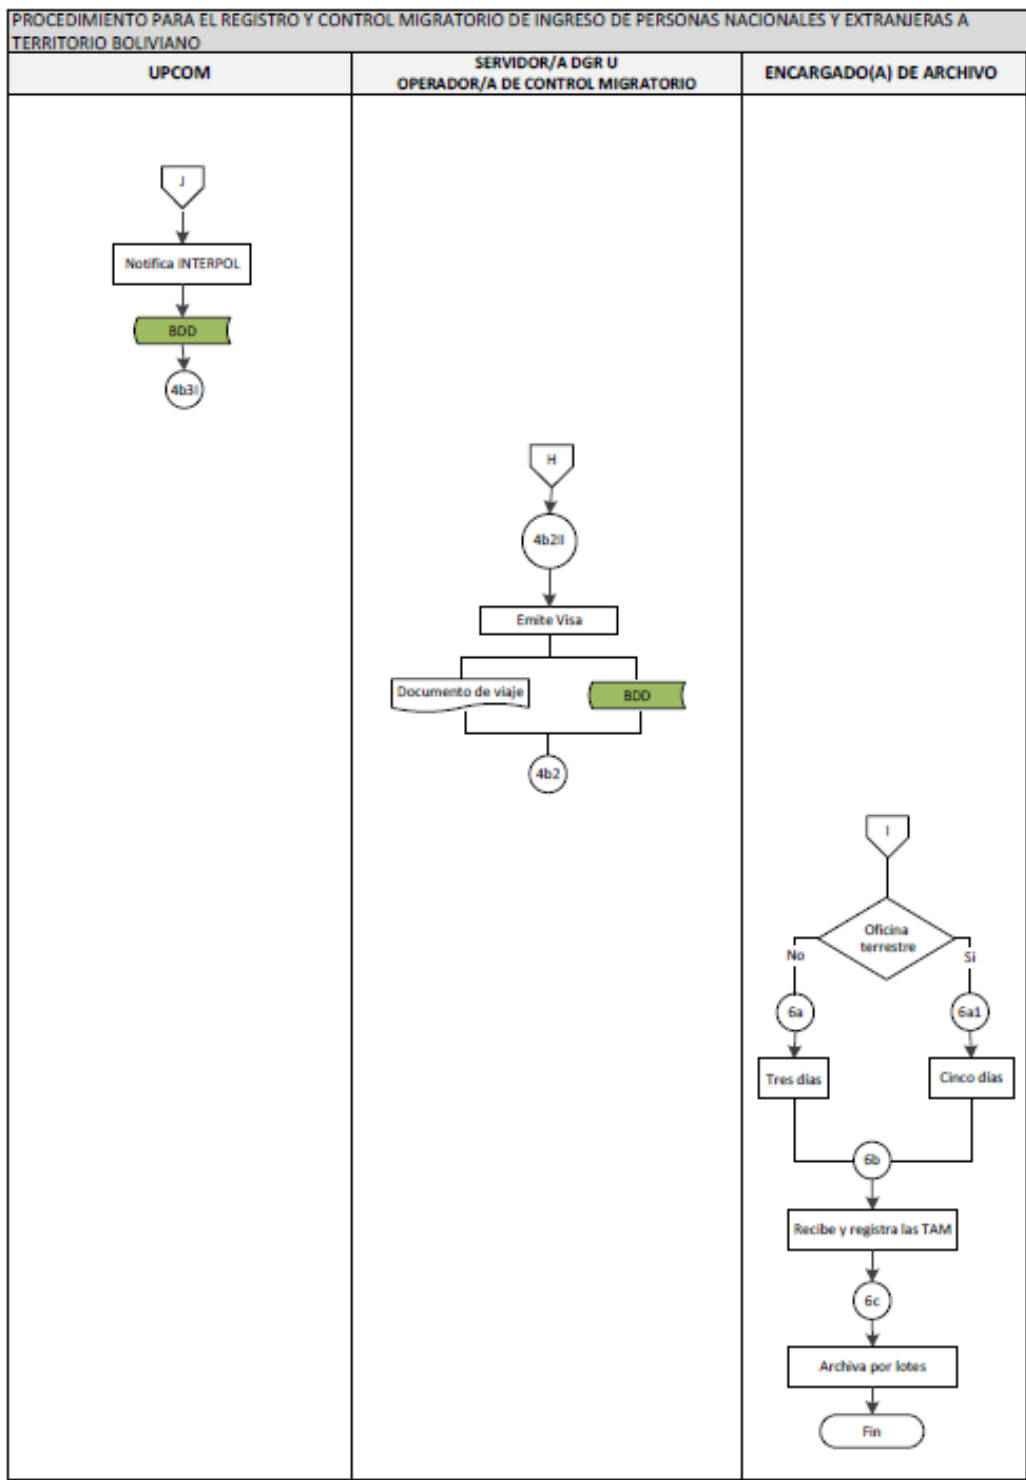 PROCEDIMIENTO PARA EL REGISTRO Y CONTROL MIGRATORIO DE INGRESO DE PERSONAS NACIONALES Y EXTRANJERAS A
TERRITORIO BOLIVIANO
UPCOM
SERVIDOR/A DGR U
OPERADOR/A DE CONTROL MIGRATORIO
ENCARGADO(A) DE ARCHIVO
J
Notifica INTERPOL
BDD
4b3I
H
4b2II
Emite Visa
Documento de viaje
BDD
4b2
I
Oficina
terrestre
No
Si
6a
6a1
Tres días
Cinco días
6b
Recibe y registra las TAM
6c
Archiva por lotes
Fin